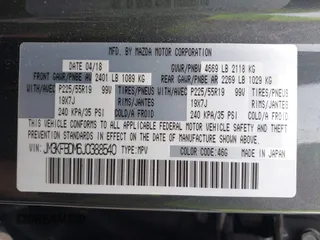 MFD. BY MAZDA MOTOR CORPORATION
DATE 04/18 GVWR/PNBV 4669 LB 2118 KG
FRONT GAWR/PNBE AV 2401 LB 1089 KG REAR GAWR/PNBE AR 2269 LB 1029 KG
WITH/AVEC P225/55R19 99V TIRES/PNEUS WITH/AVEC P225/55R19 99V TIRES/PNEUS
19X7J RIMS/JANTES 19X7J RIMS/JANTES
240 KPA/35 PSI COLD/A FROID 240 KPA/35 PSI COLD/A FROID
THIS VEHICLE CONFORMS TO ALL APPLICABLE FEDERAL MOTOR VEHICLE
SAFETY, BUMPER, AND THEFT PREVENTION STANDARDS IN EFFECT ON THE DATE OF
MANUFACTURE SHOWN ABOVE.
VIN: TYPE:MPV COLOR:46G
MADE IN JAPAN